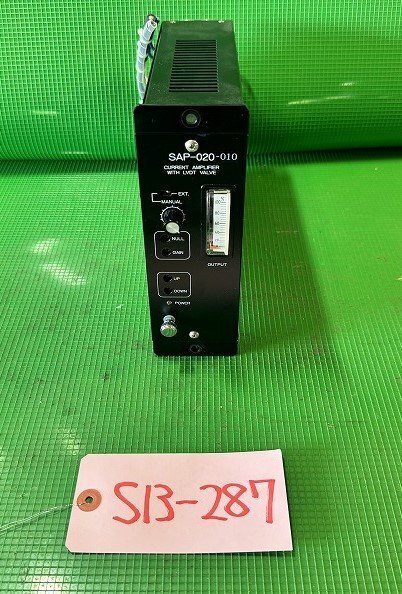 SAP-020-010
CURRENT AMPLIFIER
WITH LVDT VALVE
EXT.
MANUAL
NULL
GAIN
OUTPUT
UP
DOWN
POWER
S13-287